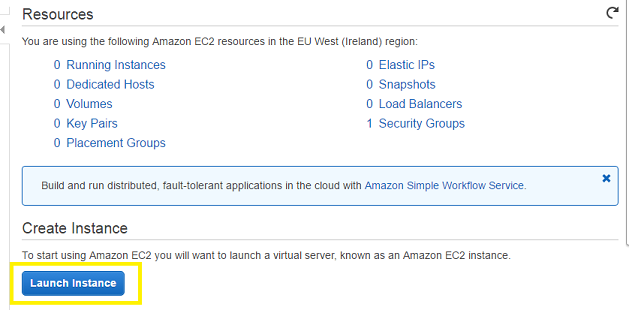 Resources
You are using the following Amazon EC2 resources in the EU West (Ireland) region:
0 Running Instances
0 Dedicated Hosts
0 Volumes
0 Key Pairs
0 Placement Groups
0 Elastic IPs
0 Snapshots
0 Load Balancers
1 Security Groups
Build and run distributed, fault-tolerant applications in the cloud with Amazon Simple Workflow Service.
Create Instance
To start using Amazon EC2 you will want to launch a virtual server, known as an Amazon EC2 instance.
Launch Instance